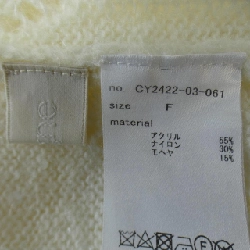 no CY2422-03-061
size F
material
アクリル 55%
ナイロン 30%
モヘヤ 15%